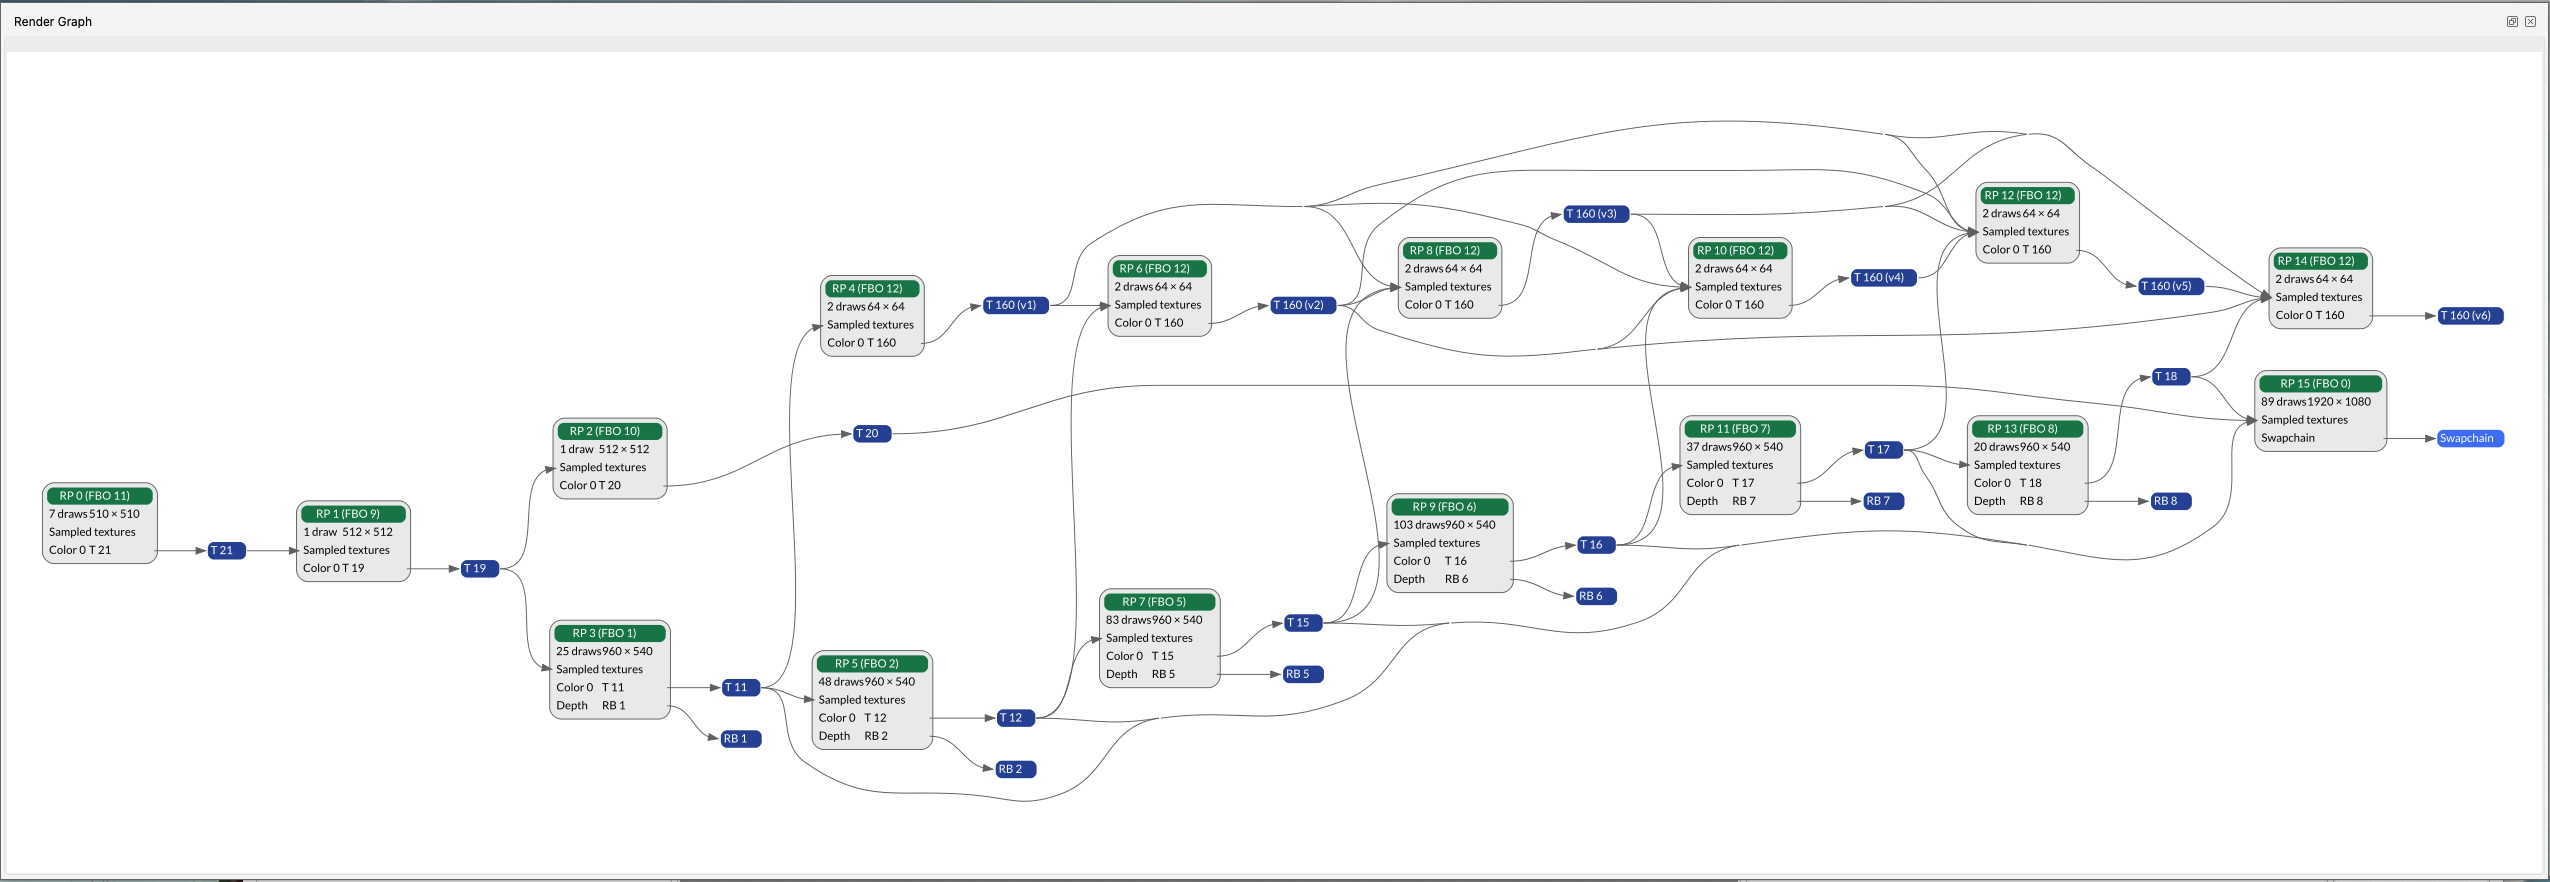 Render Graph
RP 0 (FBO 11)
7 draws 510 × 510
Sampled textures
Color 0 T 21
T 21
RP 1 (FBO 9)
1 draw 512 × 512
Sampled textures
Color 0 T 19
T 19
RP 2 (FBO 10)
1 draw 512 × 512
Sampled textures
Color 0 T 20
T 20
RP 3 (FBO 1)
25 draws 960 × 540
Sampled textures
Color 0 T 11
Depth RB 1
T 11
RB 1
RP 4 (FBO 12)
2 draws 64 × 64
Sampled textures
Color 0 T 160
T 160 (v1)
RP 5 (FBO 2)
48 draws 960 × 540
Sampled textures
Color 0 T 12
Depth RB 2
T 12
RB 2
RP 6 (FBO 12)
2 draws 64 × 64
Sampled textures
Color 0 T 160
T 160 (v2)
RP 7 (FBO 5)
83 draws 960 × 540
Sampled textures
Color 0 T 15
Depth RB 5
T 15
RB 5
RP 8 (FBO 12)
2 draws 64 × 64
Sampled textures
Color 0 T 160
T 160 (v3)
RP 9 (FBO 6)
103 draws 960 × 540
Sampled textures
Color 0 T 16
Depth RB 6
T 16
RB 6
RP 10 (FBO 12)
2 draws 64 × 64
Sampled textures
Color 0 T 160
T 160 (v4)
RP 11 (FBO 7)
37 draws 960 × 540
Sampled textures
Color 0 T 17
Depth RB 7
T 17
RB 7
RP 12 (FBO 12)
2 draws 64 × 64
Sampled textures
Color 0 T 160
T 160 (v5)
RP 13 (FBO 8)
20 draws 960 × 540
Sampled textures
Color 0 T 18
Depth RB 8
T 18
RB 8
RP 14 (FBO 12)
2 draws 64 × 64
Sampled textures
Color 0 T 160
T 160 (v6)
RP 15 (FBO 0)
89 draws 1920 × 1080
Sampled textures
Swapchain
Swapchain